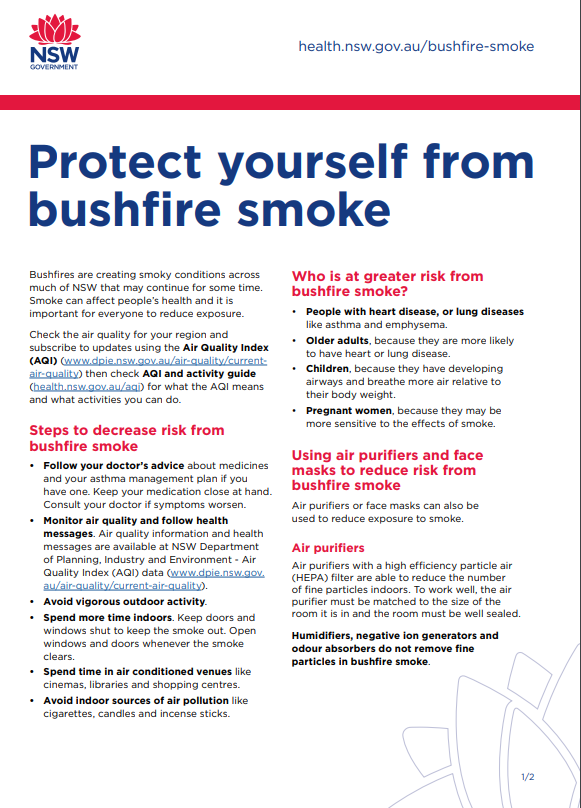 NSW
GOVERNMENT
health.nsw.gov.au/bushfire-smoke
Protect yourself from
bushfire smoke
Bushfires are creating smoky conditions across
much of NSW that may continue for some time.
Smoke can affect people's health and it is
important for everyone to reduce exposure.
Check the air quality for your region and
subscribe to updates using the Air Quality Index
(AQI) (www.dpie.nsw.gov.au/air-quality/current-
air-quality) then check AQI and activity guide
(health.nsw.gov.au/aqi) for what the AQI means
and what activities you can do.
Steps to decrease risk from
bushfire smoke
• Follow your doctor's advice about medicines
and your asthma management plan if you
have one. Keep your medication close at hand.
Consult your doctor if symptoms worsen.
• Monitor air quality and follow health
messages. Air quality information and health
messages are available at NSW Department
of Planning, Industry and Environment - Air
Quality Index (AQI) data (www.dpie.nsw.gov.
au/air-quality/current-air-quality).
• Avoid vigorous outdoor activity.
• Spend more time indoors. Keep doors and
windows shut to keep the smoke out. Open
windows and doors whenever the smoke
clears.
• Spend time in air conditioned venues like
cinemas, libraries and shopping centres.
• Avoid indoor sources of air pollution like
cigarettes, candles and incense sticks.
Who is at greater risk from
bushfire smoke?
• People with heart disease, or lung diseases
like asthma and emphysema.
• Older adults, because they are more likely
to have heart or lung disease.
• Children, because they have developing
airways and breathe more air relative to
their body weight.
• Pregnant women, because they may be
more sensitive to the effects of smoke.
Using air purifiers and face
masks to reduce risk from
bushfire smoke
Air purifiers or face masks can also be
used to reduce exposure to smoke.
Air purifiers
Air purifiers with a high efficiency particle air
(HEPA) filter are able to reduce the number
of fine particles indoors. To work well, the air
purifier must be matched to the size of the
room it is in and the room must be well sealed.
Humidifiers, negative ion generators and
odour absorbers do not remove fine
particles in bushfire smoke.
1/2